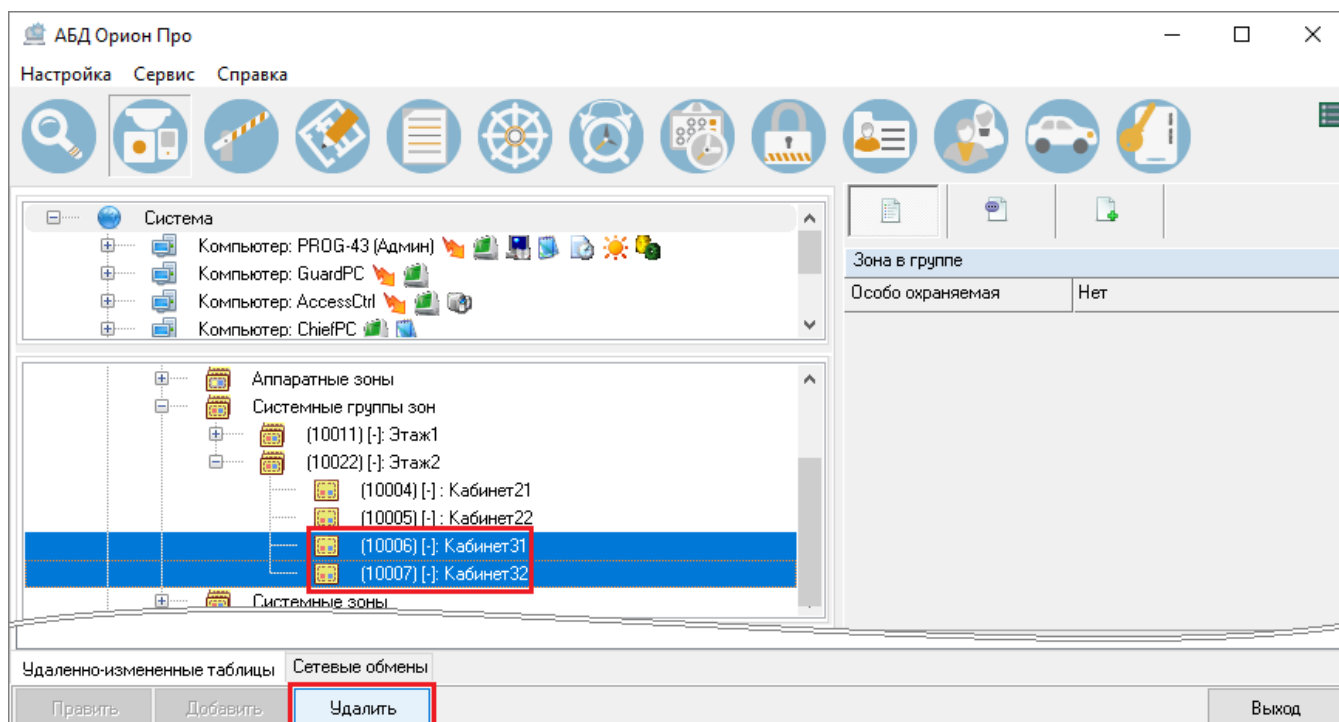 АБД Орион Про
Настройка Сервис Справка
Система
Компьютер: PROG-43 (Админ)
Компьютер: GuardPC
Компьютер: AccessCtrl
Компьютер: ChiefPC
Зона в группе
Особо охраняемая Нет
Аппаратные зоны
Системные группы зон
(10011) [-]: Этаж1
(10022) [-]: Этаж2
(10004) [-] : Кабинет21
(10005) [-] : Кабинет22
(10006) [-]: Кабинет31
(10007) [-]: Кабинет32
Системные зоны
Удаленно-измененные таблицы Сетевые обмены
Править Добавить Удалить Выход